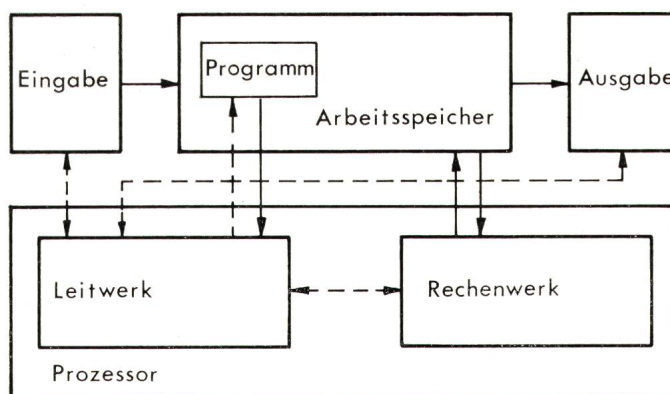 Eingabe
Programm
Arbeitsspeicher
Ausgabe
Leitwerk
Rechenwerk
Prozessor